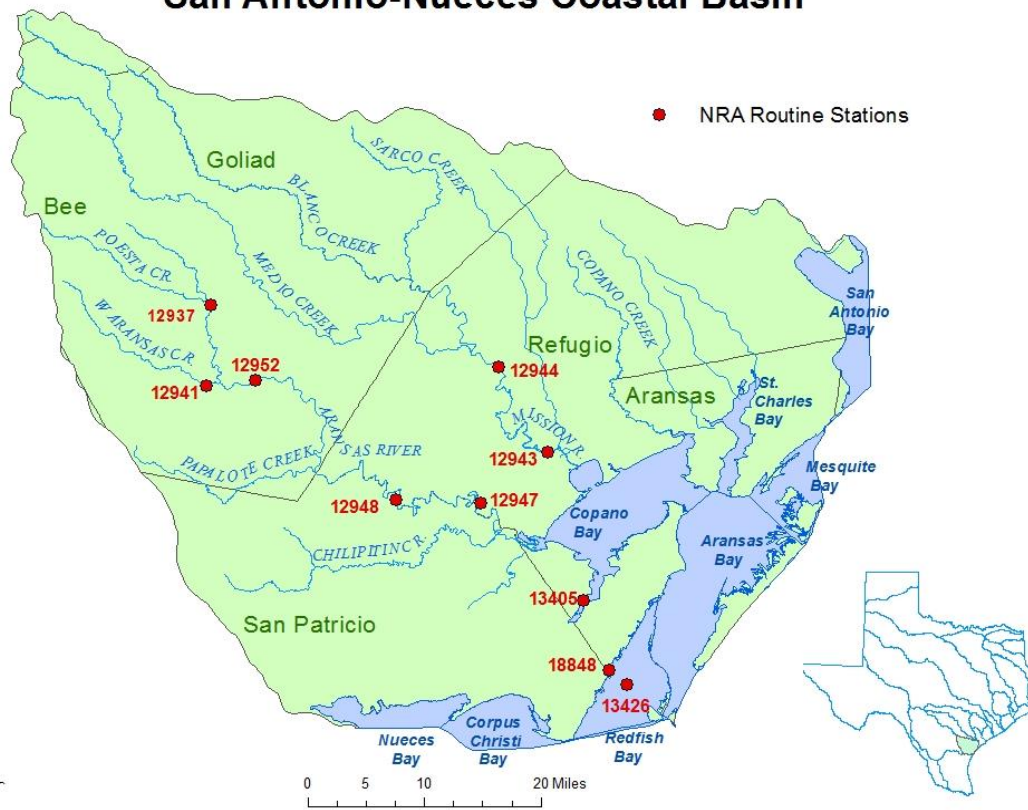 San Antonio-Nueces Coastal Basin
NRA Routine Stations
Goliad
SARCO CREEK
BLANCO CREEK
Bee
POESTA CR.
MEDIO CREEK
COPANO CREEK
W ARANSAS CR.
12937
San
Antonio
Bay
Refugio
12952
12944
12941
Aransas
St.
Charles
Bay
MISSION R.
ARANSAS RIVER
PAPALOTE CREEK
12943
Mesquite
Bay
12948
12947
Copano
Bay
Aransas
Bay
CHILIPITIN CR.
13405
San Patricio
18848
13426
Nueces
Bay
Corpus
Christi
Bay
Redfish
Bay
0 5 10 20 Miles